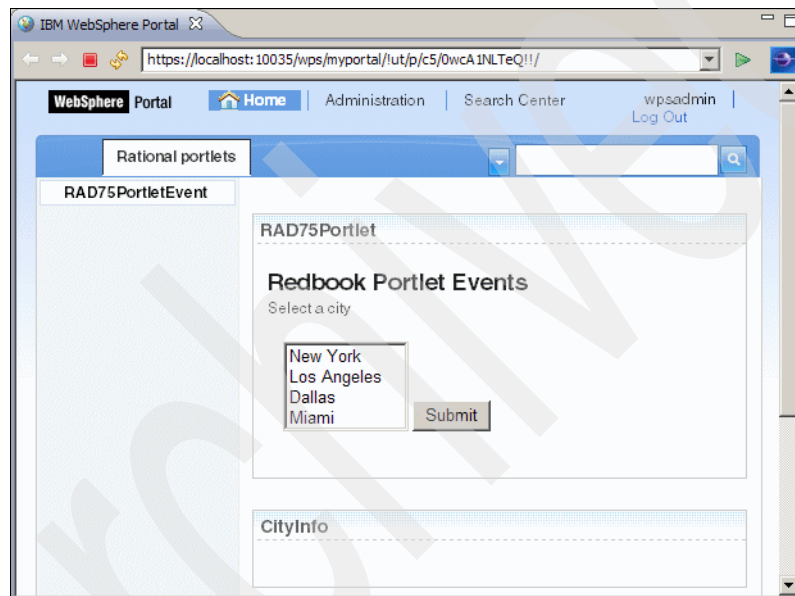 IBM WebSphere Portal
https://localhost:10035/wps/myportal/!ut/p/c5/0wcA1NLTeQ!!/
WebSphere Portal Home Administration Search Center wpsadmin
Log Out
Rational portlets
RAD75PortletEvent
RAD75Portlet
Redbook Portlet Events
Select a city
New York
Los Angeles
Dallas
Miami
Submit
CityInfo